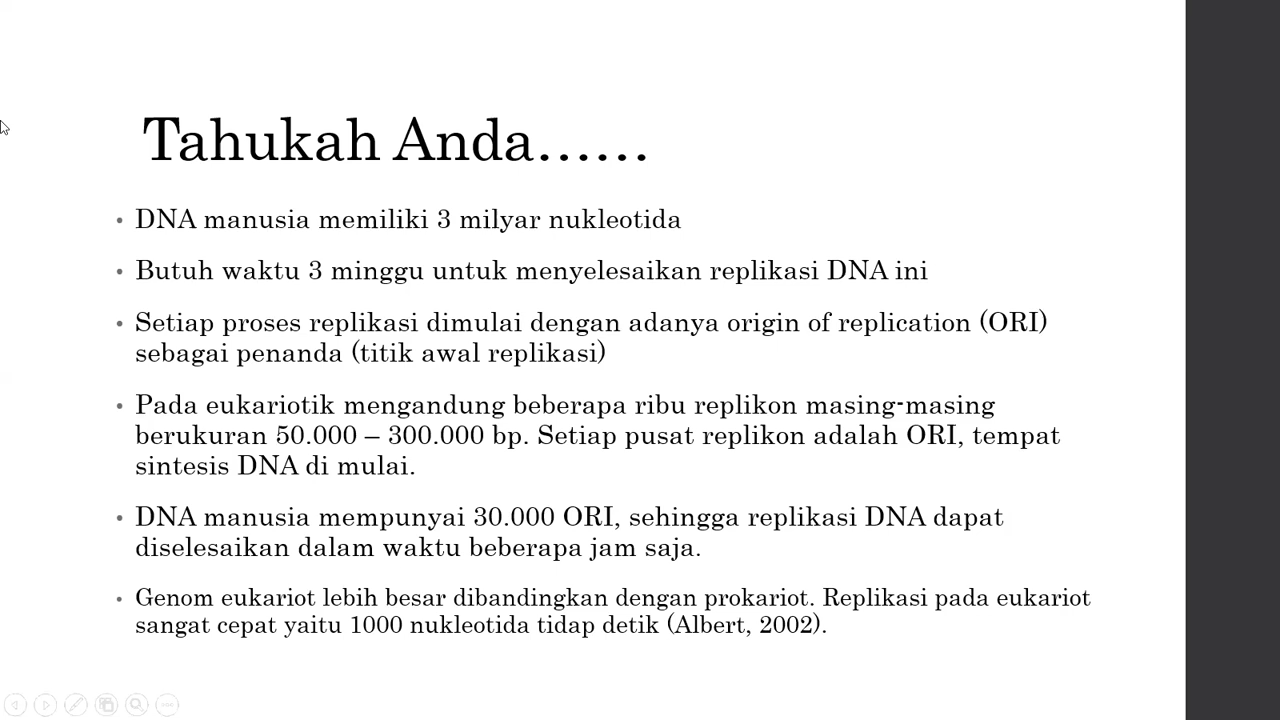 Tahukah Anda......
• DNA manusia memiliki 3 milyar nukleotida
• Butuh waktu 3 minggu untuk menyelesaikan replikasi DNA ini
• Setiap proses replikasi dimulai dengan adanya origin of replication (ORI)
sebagai penanda (titik awal replikasi)
• Pada eukariotik mengandung beberapa ribu replikon masing-masing
berukuran 50.000 – 300.000 bp. Setiap pusat replikon adalah ORI, tempat
sintesis DNA di mulai.
• DNA manusia mempunyai 30.000 ORI, sehingga replikasi DNA dapat
diselesaikan dalam waktu beberapa jam saja.
• Genom eukariot lebih besar dibandingkan dengan prokariot. Replikasi pada eukariot
sangat cepat yaitu 1000 nukleotida tidap detik (Albert, 2002).